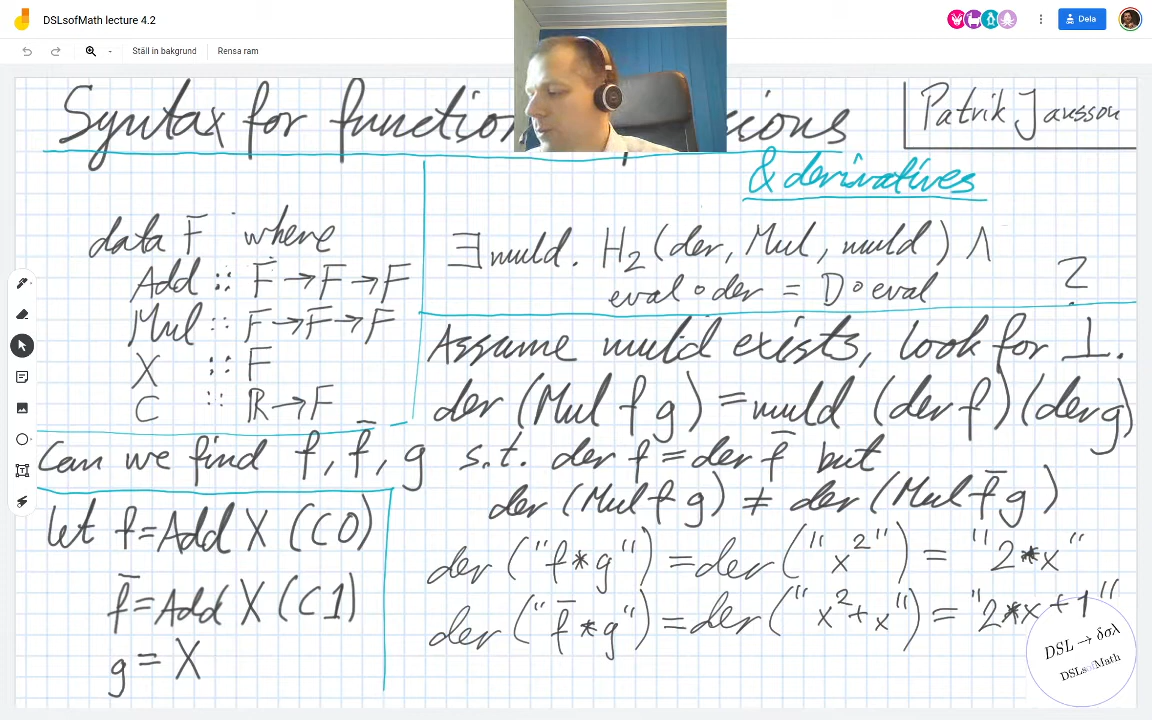 DSLsofMath lecture 4.2
Dela
Ställ in bakgrund
Rensa ram
Syntax for function
Patrik Jansson
& derivatives
data F where
Add :: F → F → F
Mul :: F → F → F
X :: F
C :: ℝ → F
∃ muld. H₂(der, Mul, muld) ∧
eval ∘ der = D ∘ eval
?
Assume muld exists, look for ⊥.
der (Mul f g) = muld (der f) (der g)
Can we find f, f̄, g s.t. der f = der f̄ but
der (Mul f g) ≠ der (Mul f̄ g)
let f = Add X (C 0)
f̄ = Add X (C 1)
g = X
der ("f*g") = der ("x²") = "2*x"
der ("f̄*g") = der ("x²+x") = "2*x+1"
DSL → δσλ
DSLsofMath